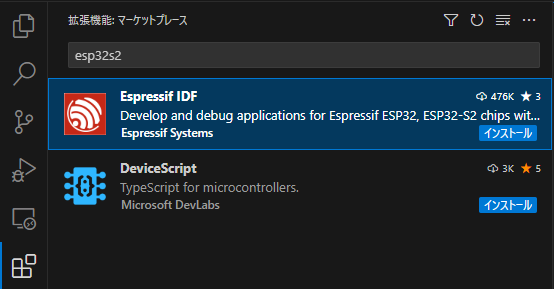 拡張機能: マーケットプレース
esp32s2
Espressif IDF 476K ★ 3
Develop and debug applications for Espressif ESP32, ESP32-S2 chips wit...
Espressif Systems インストール
DeviceScript 3K ★ 5
TypeScript for microcontrollers.
Microsoft DevLabs インストール